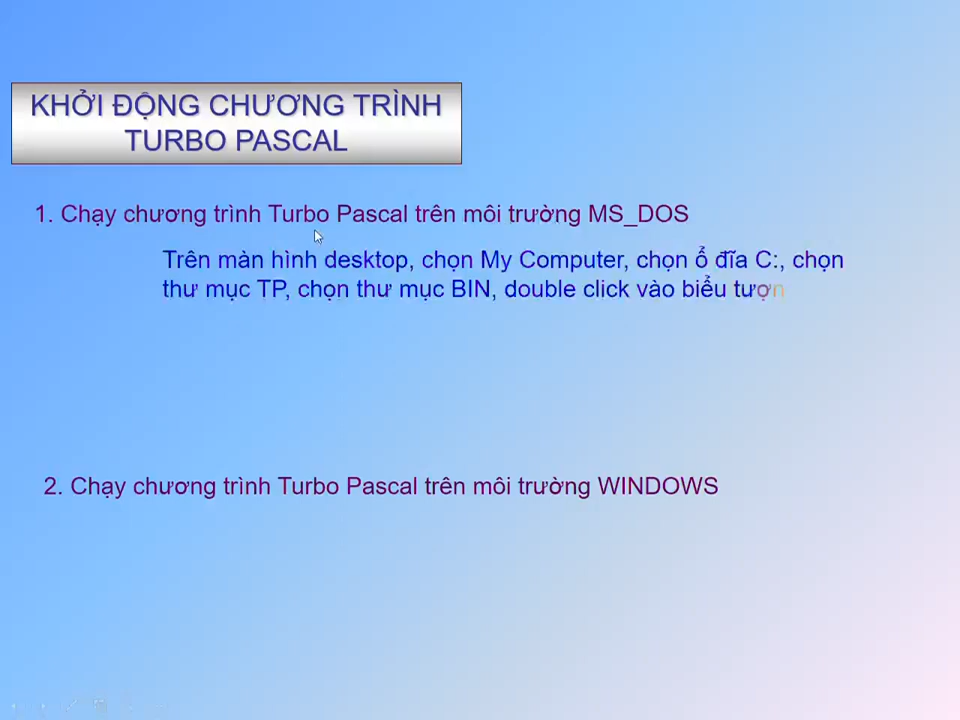 KHỞI ĐỘNG CHƯƠNG TRÌNH
TURBO PASCAL
1. Chạy chương trình Turbo Pascal trên môi trường MS_DOS
Trên màn hình desktop, chọn My Computer, chọn ổ đĩa C:, chọn
thư mục TP, chọn thư mục BIN, double click vào biểu tượn
2. Chạy chương trình Turbo Pascal trên môi trường WINDOWS